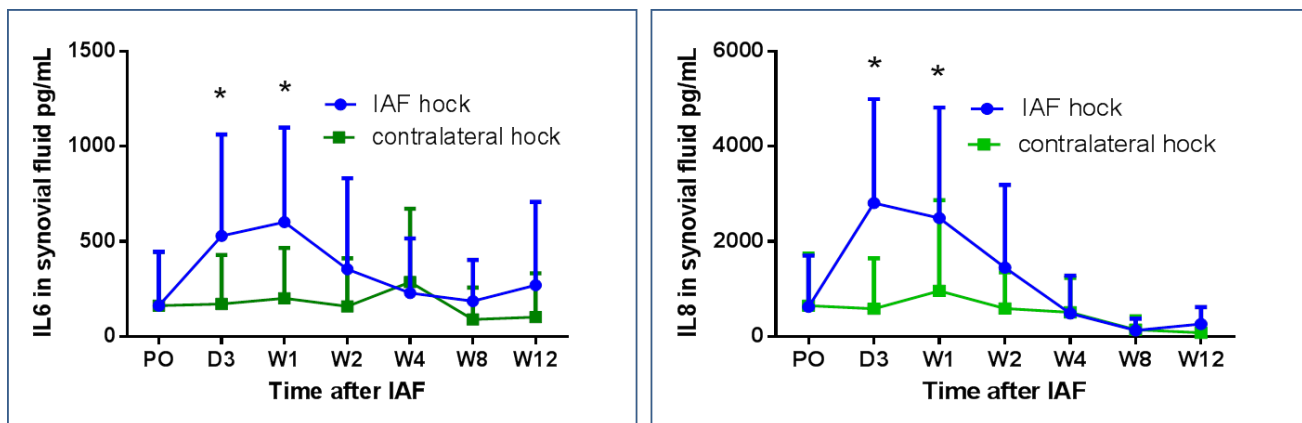 IL6 in synovial fluid pg/mL
1500
1000
500
0
* *
IAF hock
contralateral hock
PO D3 W1 W2 W4 W8 W12
Time after IAF
IL8 in synovial fluid pg/mL
6000
4000
2000
0
* *
IAF hock
contralateral hock
PO D3 W1 W2 W4 W8 W12
Time after IAF